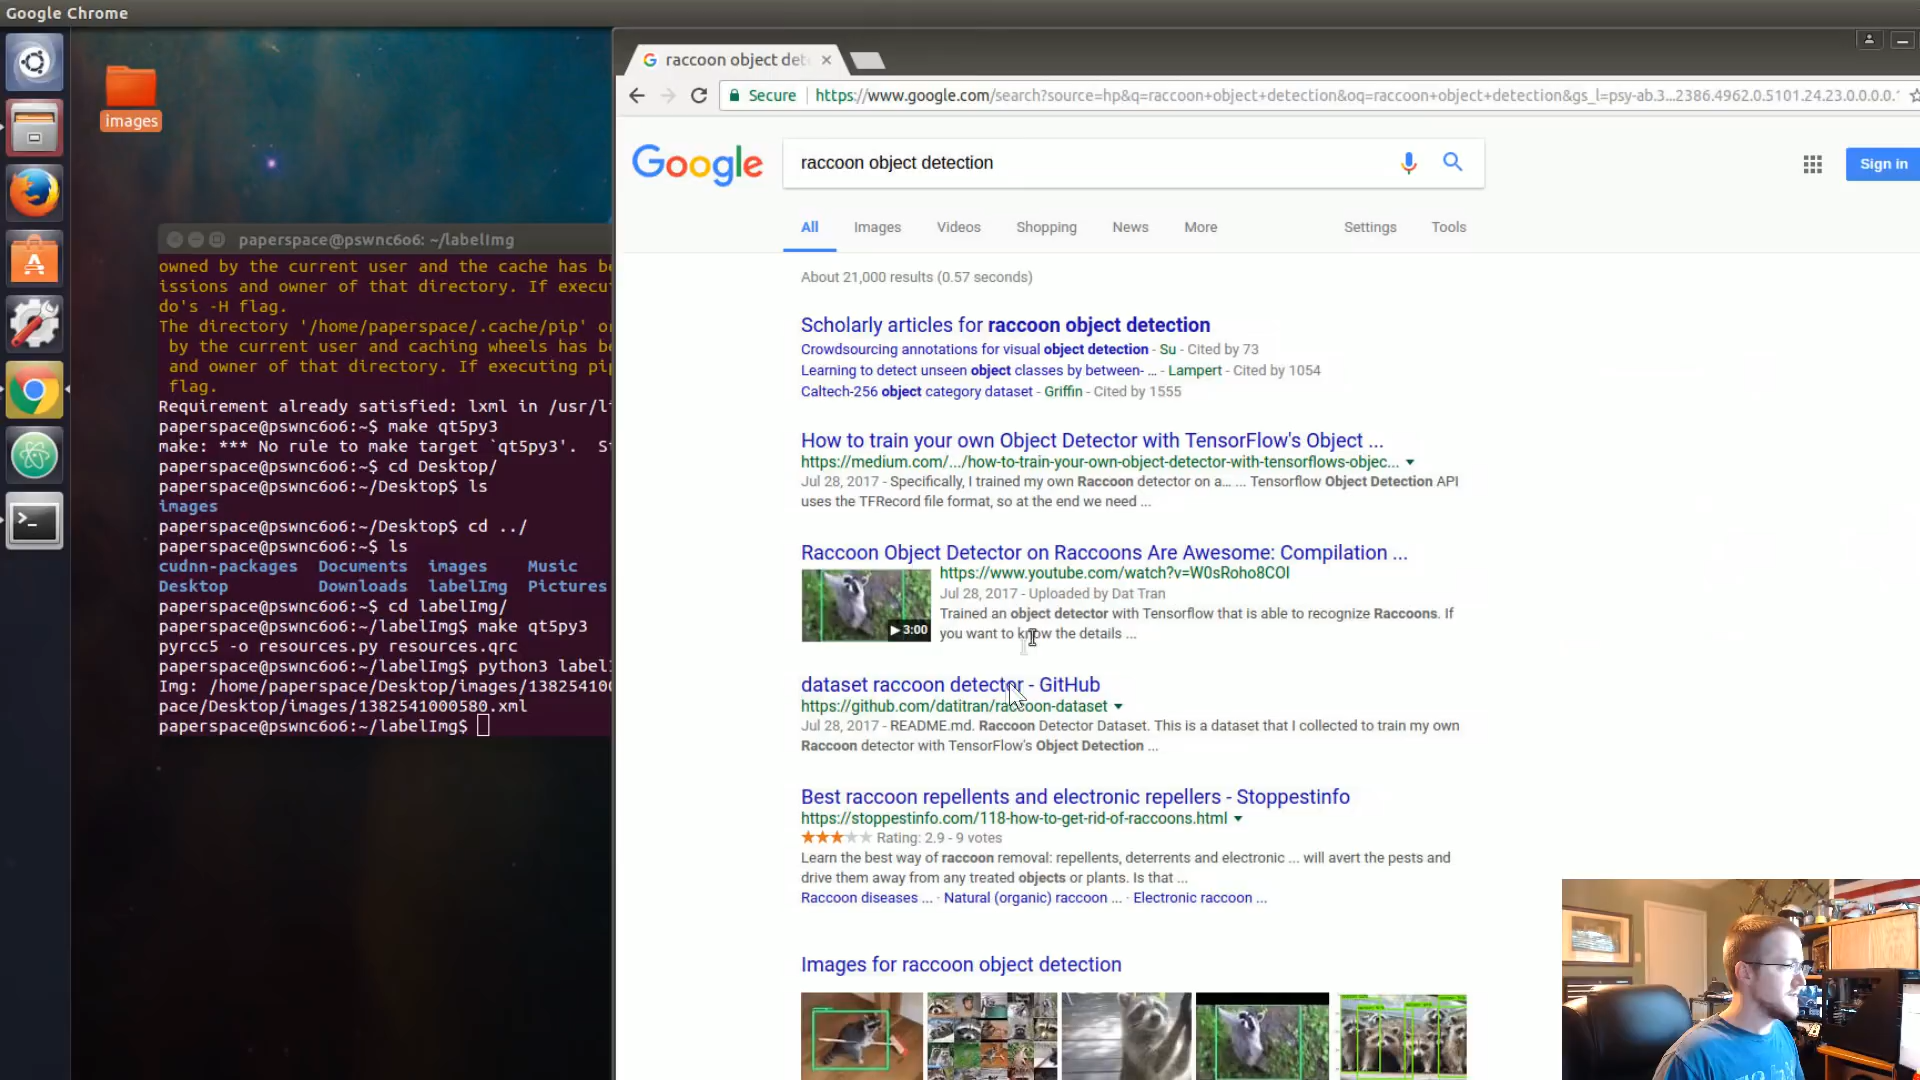 Google Chrome
images
paperspace@pswnc6o6: ~/labelImg
owned by the current user and the cache has be
issions and owner of that directory. If execu
do's -H flag.
The directory '/home/paperspace/.cache/pip' o
by the current user and caching wheels has be
and owner of that directory. If executing pi
flag.
Requirement already satisfied: lxml in /usr/l
paperspace@pswnc6o6:~$ make qt5py3
make: *** No rule to make target `qt5py3'. S
paperspace@pswnc6o6:~$ cd Desktop/
paperspace@pswnc6o6:~/Desktop$ ls
images
paperspace@pswnc6o6:~/Desktop$ cd ../
paperspace@pswnc6o6:~$ ls
cudnn-packages Documents images Music
Desktop Downloads labelImg Pictures
paperspace@pswnc6o6:~$ cd labelImg/
paperspace@pswnc6o6:~/labelImg$ make qt5py3
pyrcc5 -o resources.py resources.qrc
paperspace@pswnc6o6:~/labelImg$ python3 label
Img: /home/paperspace/Desktop/images/138254100
pace/Desktop/images/1382541000580.xml
paperspace@pswnc6o6:~/labelImg$
raccoon object det
Secure
https://www.google.com/search?source=hp&q=raccoon+object+detection&oq=raccoon+object+detection&gs_l=psy-ab.3...2386.4962.0.5101.24.23.0.0.0.0.
Google
raccoon object detection
Sign in
All Images Videos Shopping News More Settings Tools
About 21,000 results (0.57 seconds)
Scholarly articles for raccoon object detection
Crowdsourcing annotations for visual object detection - Su - Cited by 73
Learning to detect unseen object classes by between- ... - Lampert - Cited by 1054
Caltech-256 object category dataset - Griffin - Cited by 1555
How to train your own Object Detector with TensorFlow's Object ...
https://medium.com/.../how-to-train-your-own-object-detector-with-tensorflows-objec...
Jul 28, 2017 - Specifically, I trained my own Raccoon detector on a... ... Tensorflow Object Detection API
uses the TFRecord file format, so at the end we need ...
Raccoon Object Detector on Raccoons Are Awesome: Compilation ...
https://www.youtube.com/watch?v=W0sRoho8COI
Jul 28, 2017 - Uploaded by Dat Tran
Trained an object detector with Tensorflow that is able to recognize Raccoons. If
you want to know the details ...
3:00
dataset raccoon detector - GitHub
https://github.com/datitran/raccoon-dataset
Jul 28, 2017 - README.md. Raccoon Detector Dataset. This is a dataset that I collected to train my own
Raccoon detector with TensorFlow's Object Detection ...
Best raccoon repellents and electronic repellers - Stoppestinfo
https://stoppestinfo.com/118-how-to-get-rid-of-raccoons.html
Rating: 2.9 - 9 votes
Learn the best way of raccoon removal: repellents, deterrents and electronic ... will avert the pests and
drive them away from any treated objects or plants. Is that ...
Raccoon diseases ... · Natural (organic) raccoon ... · Electronic raccoon ...
Images for raccoon object detection